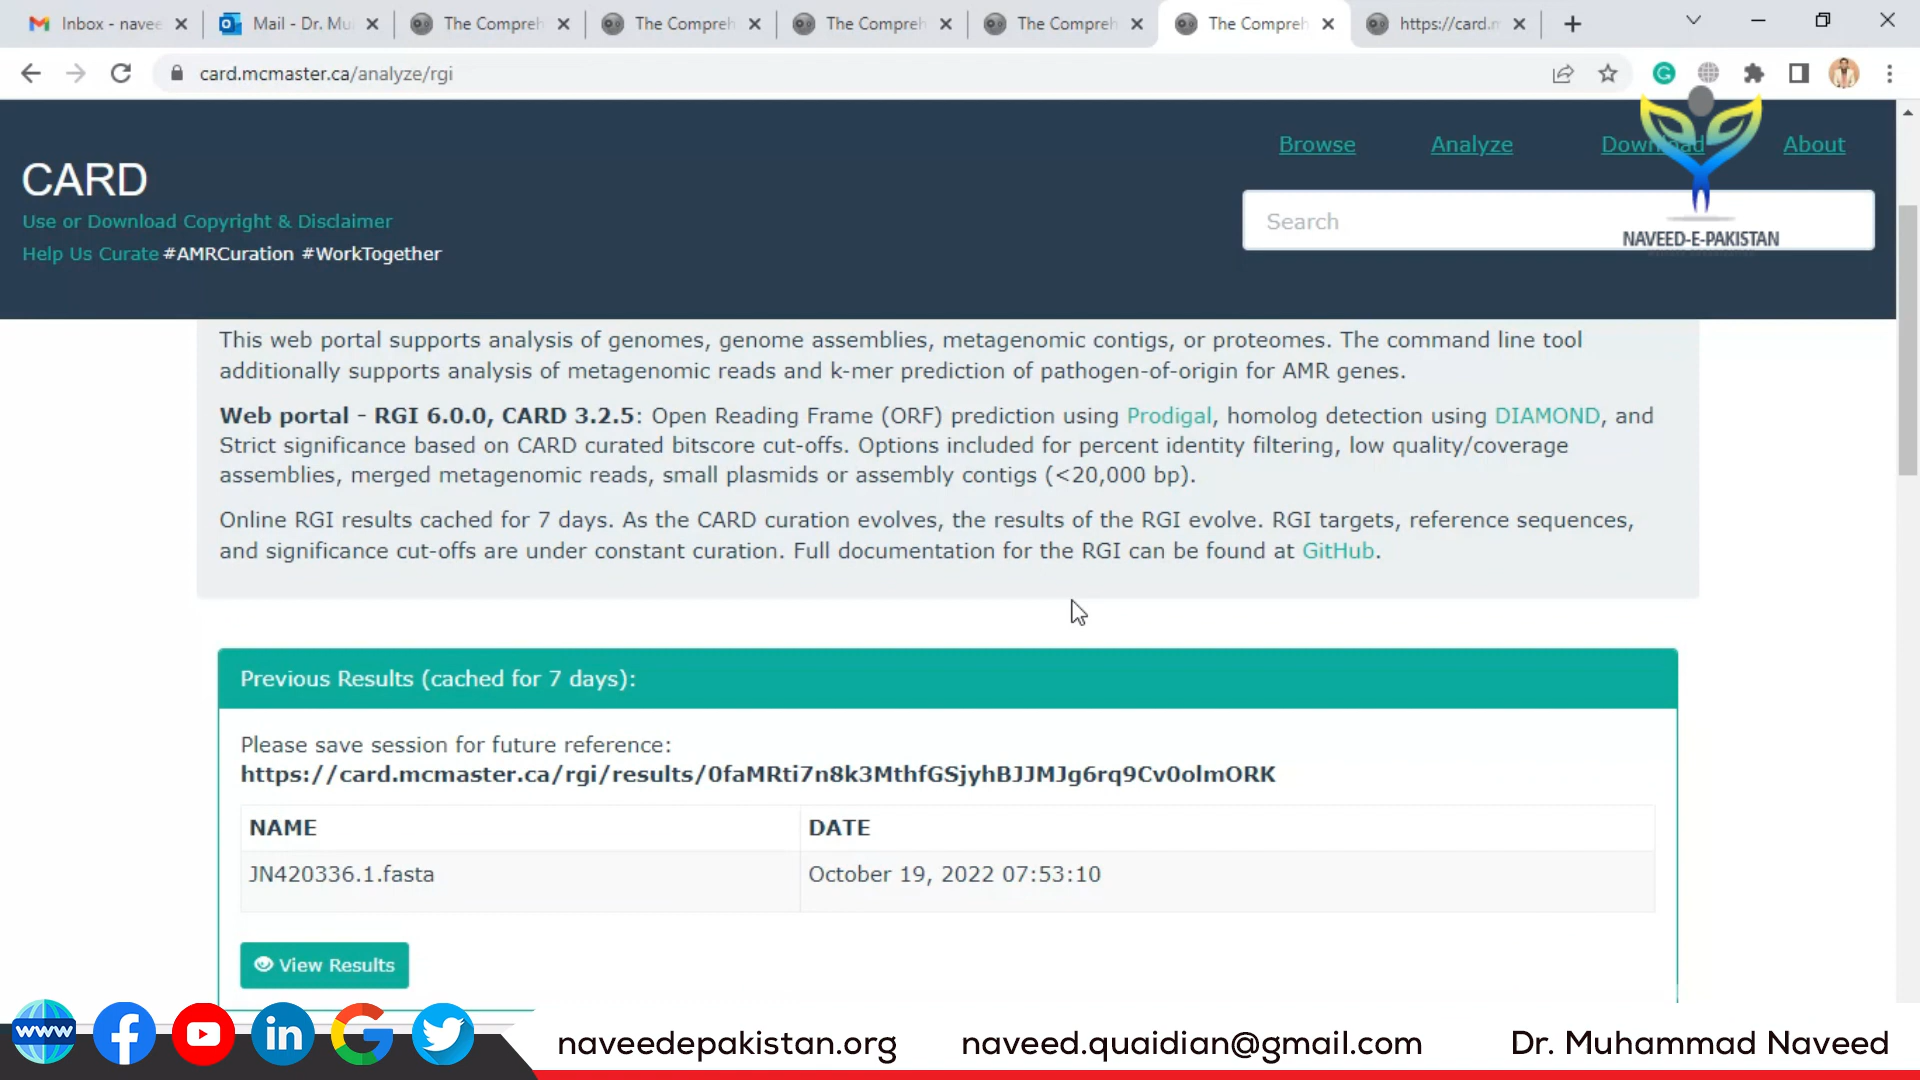 Inbox - navee
Mail - Dr. Mu
The Compreh
The Compreh
The Compreh
The Compreh
The Compreh
https://card.m
card.mcmaster.ca/analyze/rgi
Browse
Analyze
Download
About
CARD
Use or Download Copyright & Disclaimer
Help Us Curate #AMRCuration #WorkTogether
Search
NAVEED-E-PAKISTAN
This web portal supports analysis of genomes, genome assemblies, metagenomic contigs, or proteomes. The command line tool
additionally supports analysis of metagenomic reads and k-mer prediction of pathogen-of-origin for AMR genes.
Web portal - RGI 6.0.0, CARD 3.2.5: Open Reading Frame (ORF) prediction using Prodigal, homolog detection using DIAMOND, and
Strict significance based on CARD curated bitscore cut-offs. Options included for percent identity filtering, low quality/coverage
assemblies, merged metagenomic reads, small plasmids or assembly contigs (<20,000 bp).
Online RGI results cached for 7 days. As the CARD curation evolves, the results of the RGI evolve. RGI targets, reference sequences,
and significance cut-offs are under constant curation. Full documentation for the RGI can be found at GitHub.
Previous Results (cached for 7 days):
Please save session for future reference:
https://card.mcmaster.ca/rgi/results/0faMRti7n8k3MthfGSjyhBJJMJg6rq9Cv0olmORK
NAME
DATE
JN420336.1.fasta
October 19, 2022 07:53:10
View Results
www
naveedepakistan.org
naveed.quaidian@gmail.com
Dr. Muhammad Naveed